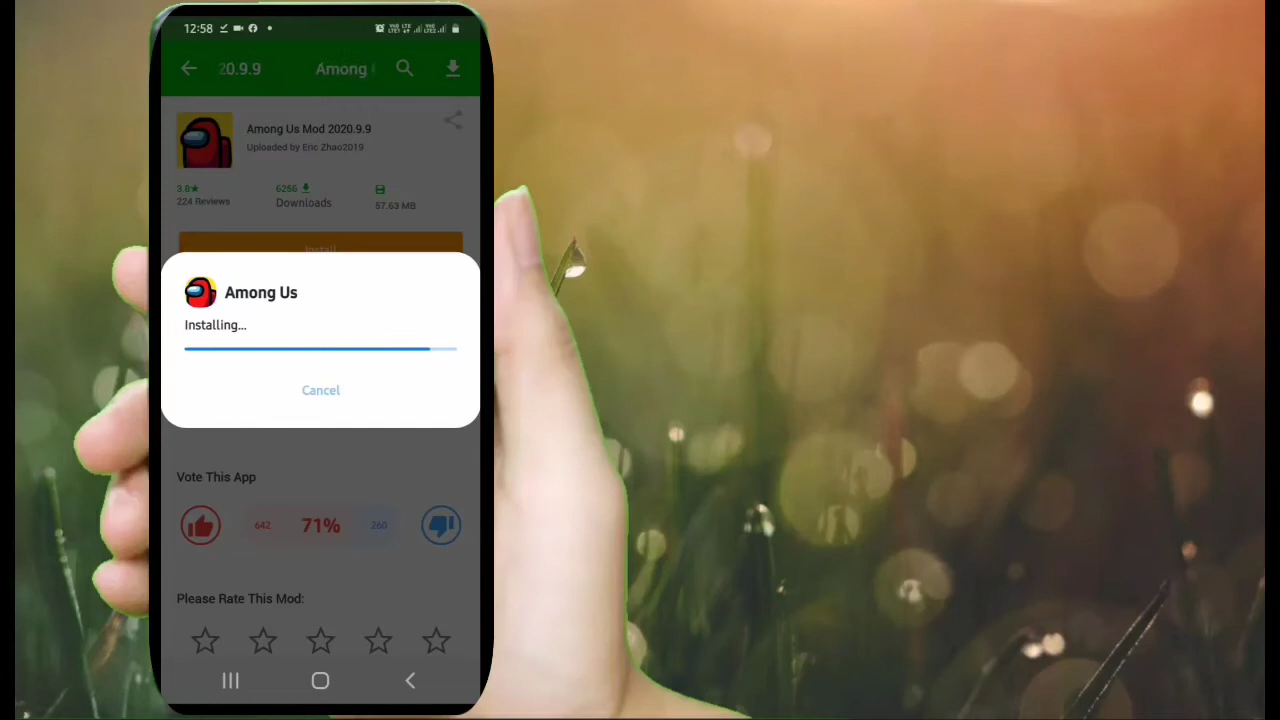 12:58
20.9.9 Among
Among Us Mod 2020.9.9
Uploaded by Eric Zhao2019
3.8★ 6256
224 Reviews Downloads 57.63 MB
Install
Among Us
Installing...
Cancel
Vote This App
642 71% 260
Please Rate This Mod: